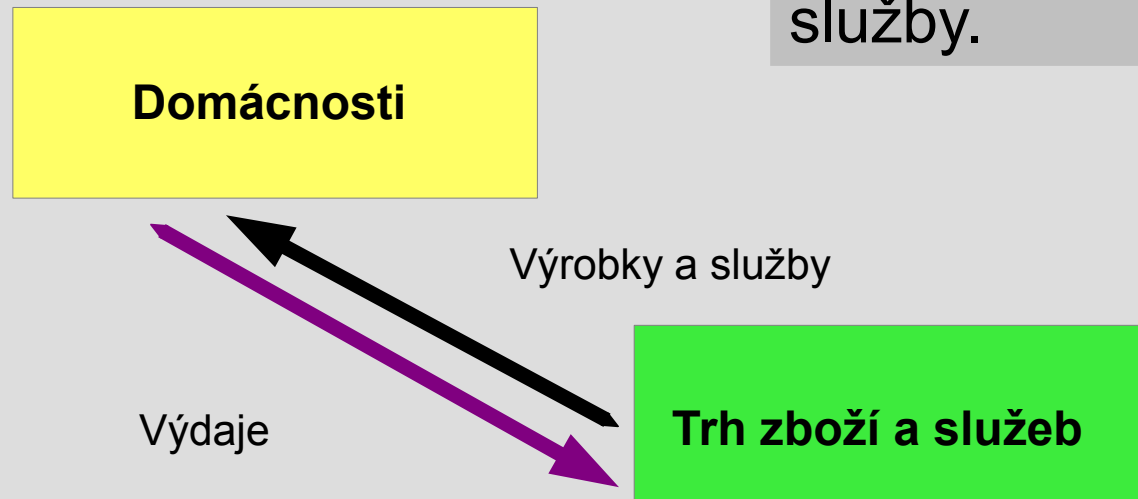 služby.
Domácnosti
Výrobky a služby
Výdaje
Trh zboží a služeb